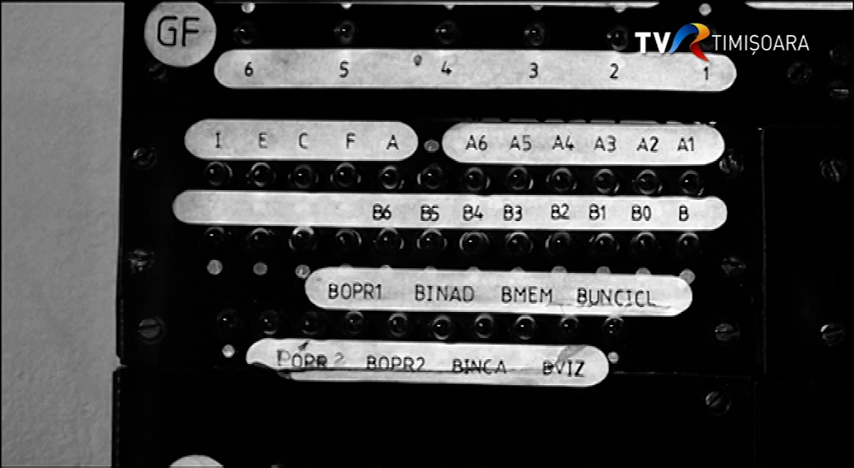 GF
TVR TIMIȘOARA
6 5 4 3 2 1
I E C F A A6 A5 A4 A3 A2 A1
B6 B5 B4 B3 B2 B1 B0 B
BOPR1 BINAD BMEM BUNCICL
BOPR2 BINCA BVIZ